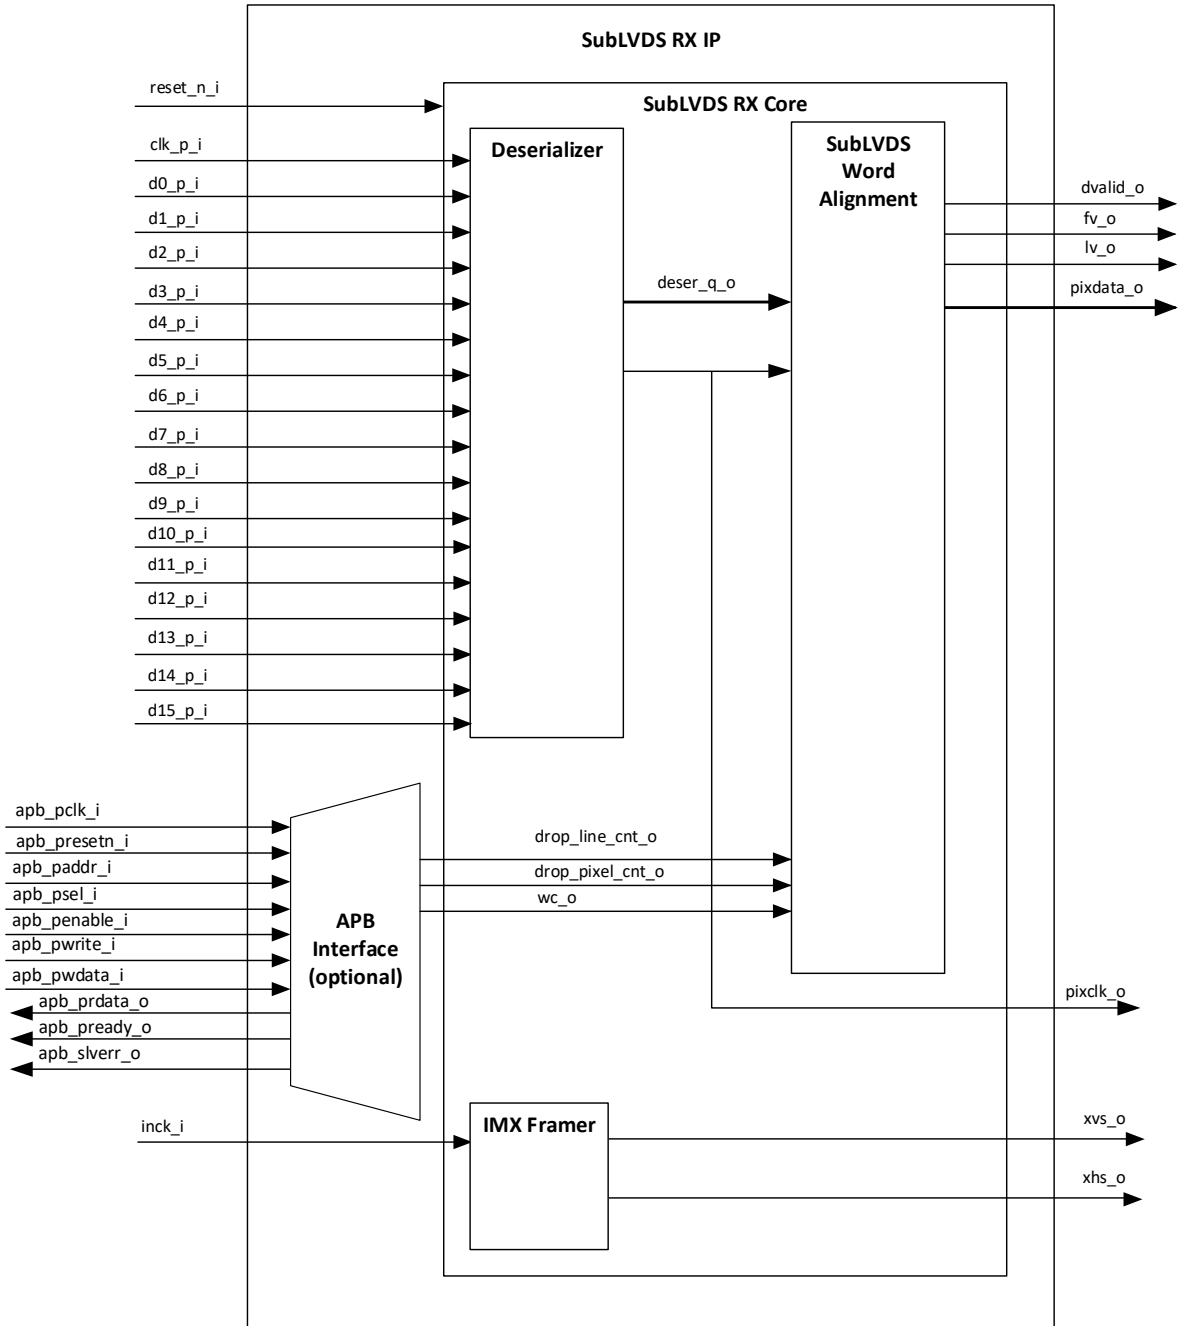 SubLVDS RX IP
reset_n_i
SubLVDS RX Core
clk_p_i
Deserializer
SubLVDS
Word
Alignment
d0_p_i
d1_p_i
d2_p_i
d3_p_i
d4_p_i
d5_p_i
d6_p_i
d7_p_i
d8_p_i
d9_p_i
d10_p_i
d11_p_i
d12_p_i
d13_p_i
d14_p_i
d15_p_i
deser_q_o
dvalid_o
fv_o
lv_o
pixdata_o
apb_pclk_i
apb_presetn_i
apb_paddr_i
apb_psel_i
apb_penable_i
apb_pwrite_i
apb_pwdata_i
apb_prdata_o
apb_pready_o
apb_slverr_o
APB
Interface
(optional)
drop_line_cnt_o
drop_pixel_cnt_o
wc_o
pixclk_o
inck_i
IMX Framer
xvs_o
xhs_o